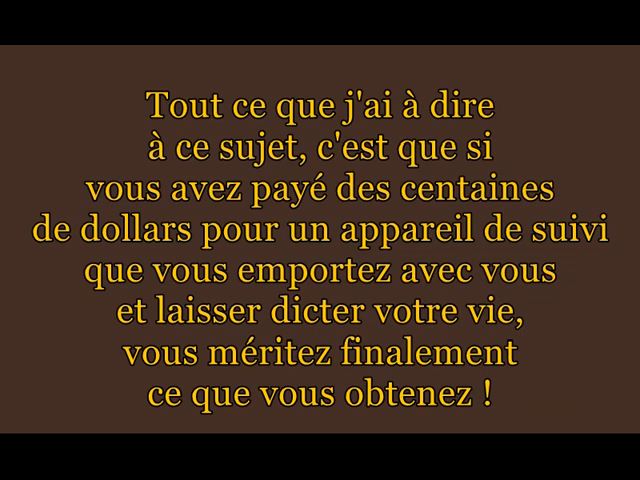 Tout ce que j'ai à dire
à ce sujet, c'est que si
vous avez payé des centaines
de dollars pour un appareil de suivi
que vous emportez avec vous
et laisser dicter votre vie,
vous méritez finalement
ce que vous obtenez !